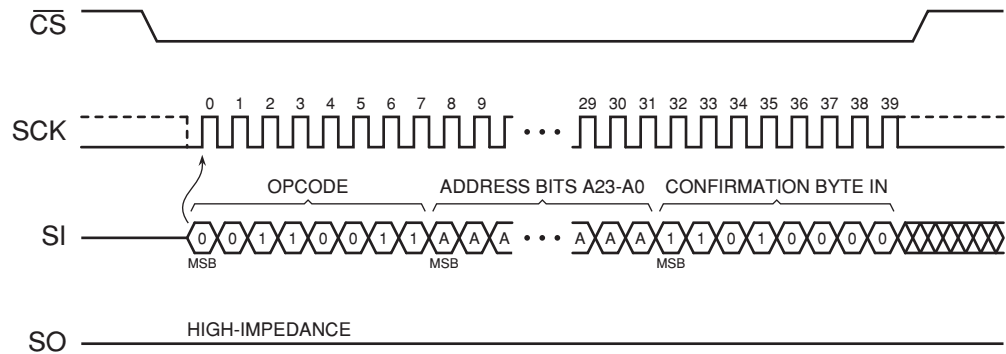 CS
0 1 2 3 4 5 6 7 8 9 29 30 31 32 33 34 35 36 37 38 39
SCK
OPCODE ADDRESS BITS A23-A0 CONFIRMATION BYTE IN
SI 0 0 1 1 0 0 1 1 A A A A A A 1 1 0 1 0 0 0 0
MSB MSB MSB
HIGH-IMPEDANCE
SO